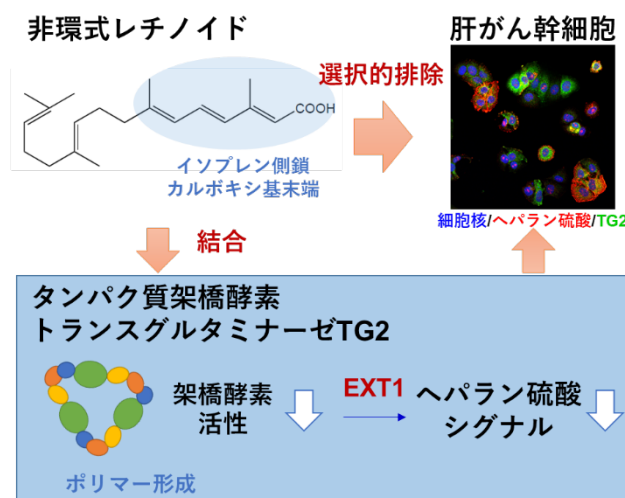 非環式レチノイド
肝がん幹細胞
選択的排除
COOH
イソプレン側鎖
カルボキシ基末端
細胞核/ヘパラン硫酸/TG2
結合
タンパク質架橋酵素
トランスグルタミナーゼTG2
架橋酵素
活性
EXT1
ヘパラン硫酸
シグナル
ポリマー形成